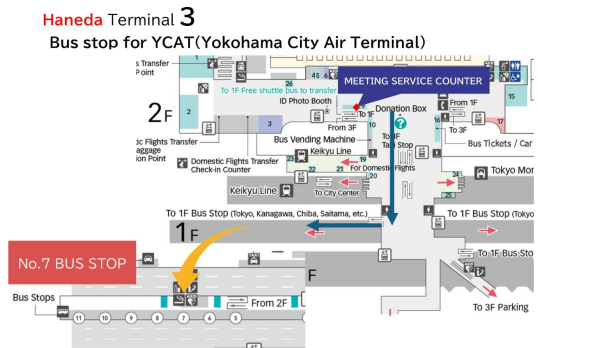 Haneda Terminal 3
Bus stop for YCAT(Yokohama City Air Terminal)
s Transfer
Point
1
26
45 6
To 1F Free shuttle bus to transfer
MEETING SERVICE COUNTER
ID Photo Booth
To 1F
Donation Box
From 1F
15
2F
2
3
From 3F
10
16
To 3F
17
Bus Vending Machine
Bus Tickets / Car
ic Flights Transfer
aggage
ion Point
Domestic Flights Transfer
Check-in Counter
Keikyu Line
23
22
21
19
20
For Domestic Flights
Stop
Keikyu Line
To City Center
24
25
Tokyo Mor
To 1F Bus Stop (Tokyo, Kanagawa, Chiba, Saitama, etc.)
To 1F Bus Stop (Tokyo
1F
No.7 BUS STOP
To 1F Bus Sto
F
Bus Stops
From 2F
11 10 9 8 7 6 5
To 3F Parking